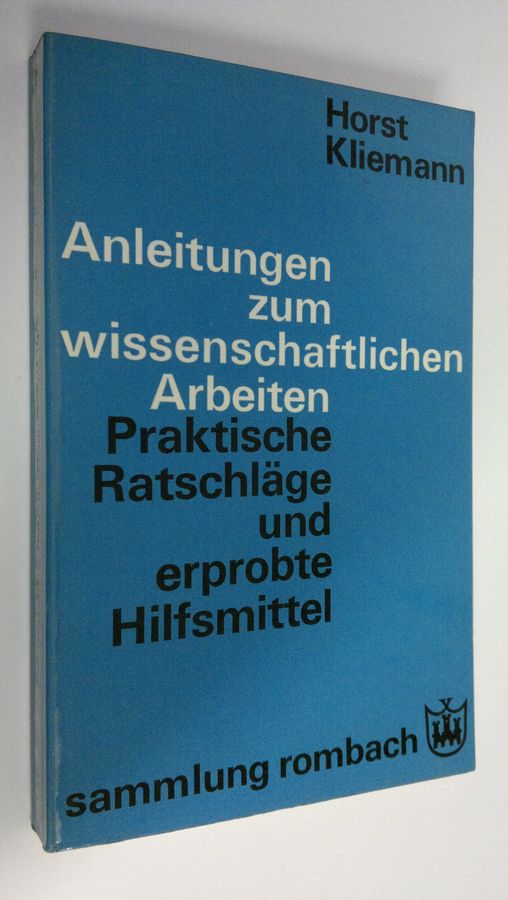 Horst
Kliemann
Anleitungen
zum
wissenschaftlichen
Arbeiten
Praktische
Ratschläge
und
erprobte
Hilfsmittel
sammlung rombach